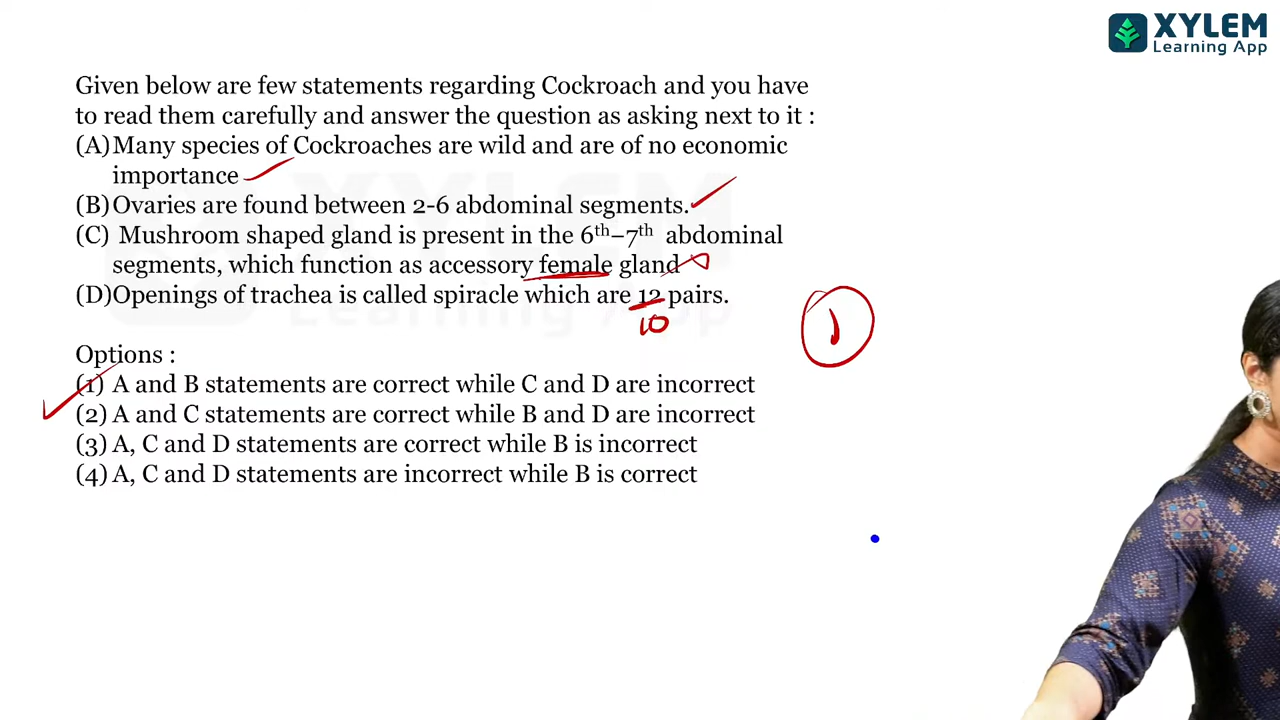 XYLEM
Learning App
Given below are few statements regarding Cockroach and you have
to read them carefully and answer the question as asking next to it :
(A)Many species of Cockroaches are wild and are of no economic
importance
(B)Ovaries are found between 2-6 abdominal segments.
(C) Mushroom shaped gland is present in the 6th–7th abdominal
segments, which function as accessory female gland
(D)Openings of trachea is called spiracle which are 12 pairs.
10
1
Options :
(1) A and B statements are correct while C and D are incorrect
(2) A and C statements are correct while B and D are incorrect
(3) A, C and D statements are correct while B is incorrect
(4) A, C and D statements are incorrect while B is correct
XYLEM
Learning App